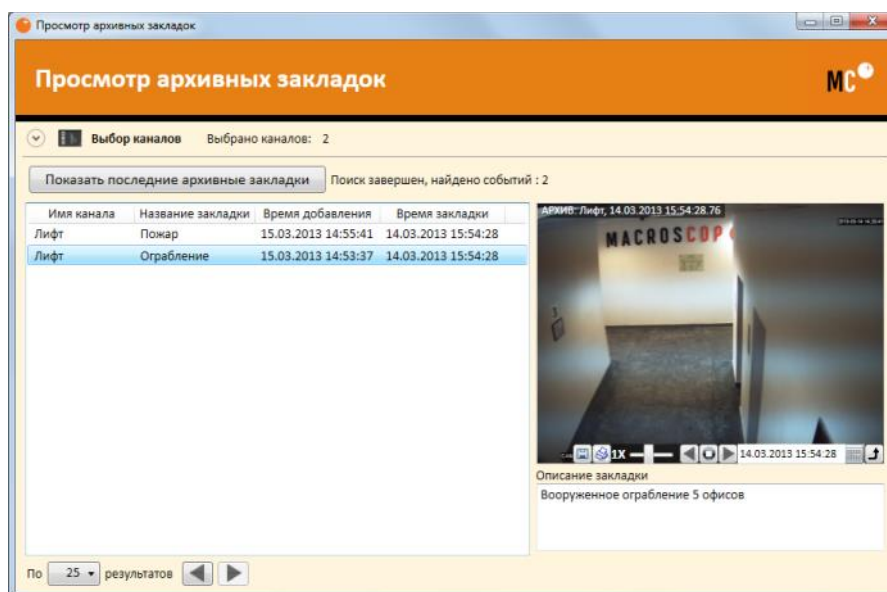 Просмотр архивных закладок
Просмотр архивных закладок
MC
Выбор каналов Выбрано каналов: 2
Показать последние архивные закладки Поиск завершен, найдено событий : 2
Имя канала Название закладки Время добавления Время закладки
Лифт Пожар 15.03.2013 14:55:41 14.03.2013 15:54:28
Лифт Ограбление 15.03.2013 14:53:37 14.03.2013 15:54:28
АРХИВ: Лифт, 14.03.2013 15:54:28.76
MACROSCOP
1X 14.03.2013 15:54:28
Описание закладки
Вооруженное ограбление 5 офисов
По 25 результатов